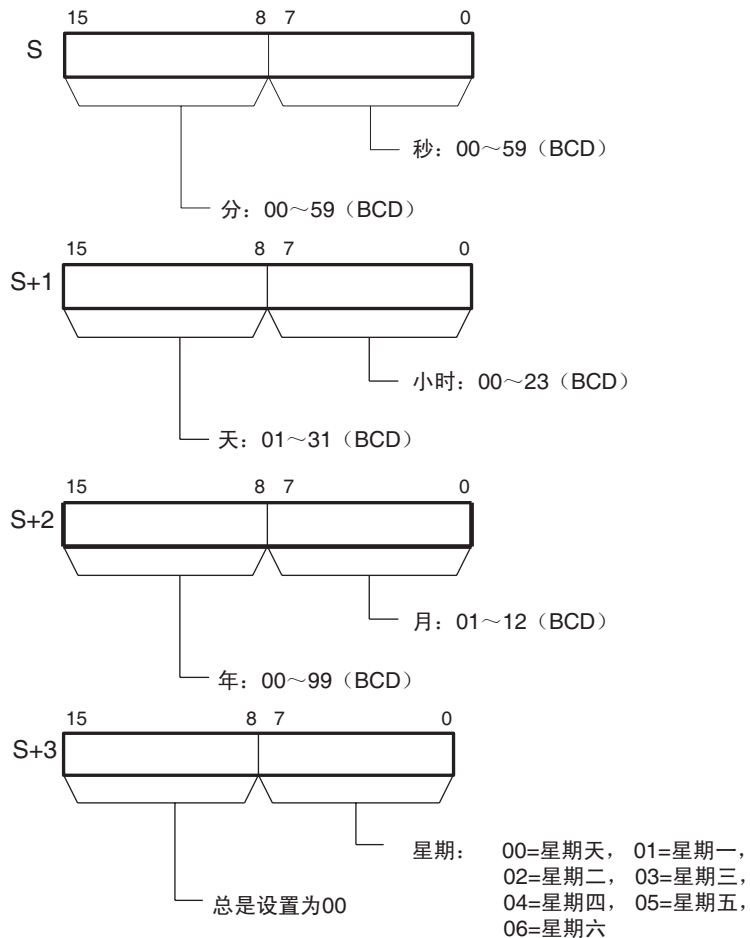 15 8 7 0
S
秒：00～59（BCD）
分：00～59（BCD）
15 8 7 0
S+1
小时：00～23（BCD）
天：01～31（BCD）
15 8 7 0
S+2
月：01～12（BCD）
年：00～99（BCD）
15 8 7 0
S+3
星期： 00=星期天， 01=星期一，
02=星期二， 03=星期三，
总是设置为00
04=星期四， 05=星期五，
06=星期六